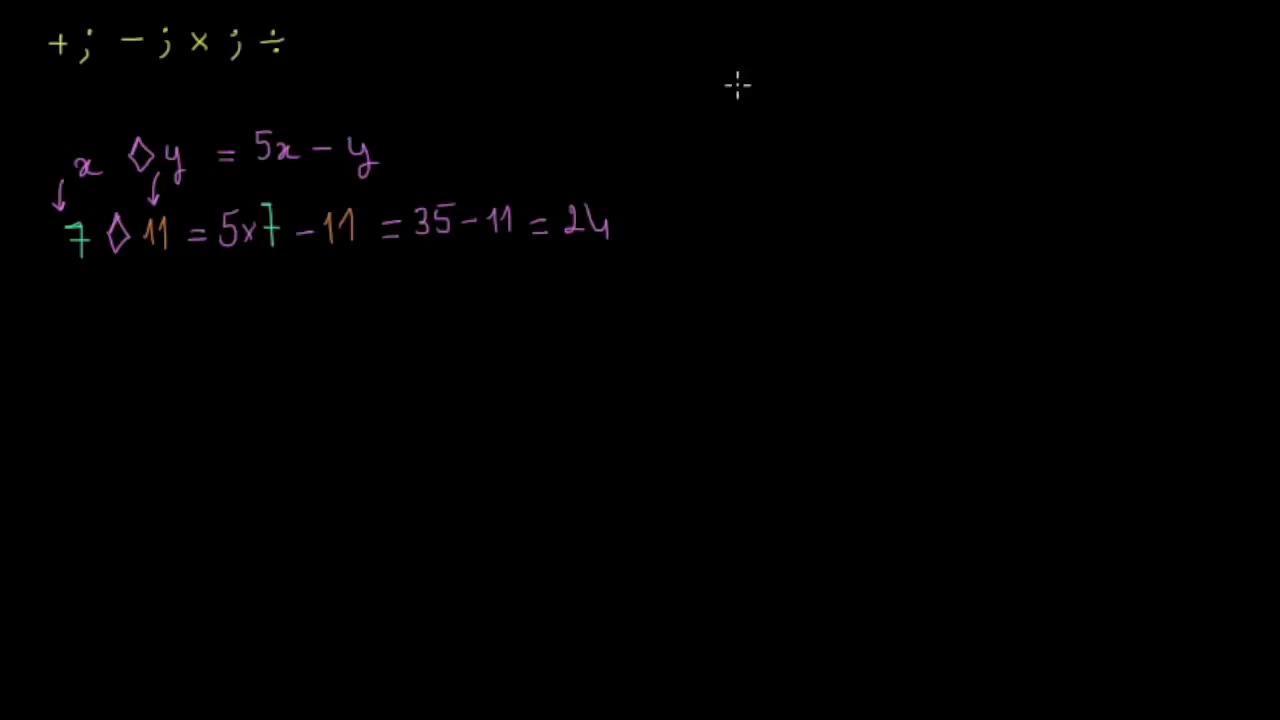 + ; - ; × ; ÷
x ◊ y = 5x - y
7 ◊ 11 = 5×7 - 11 = 35 - 11 = 24